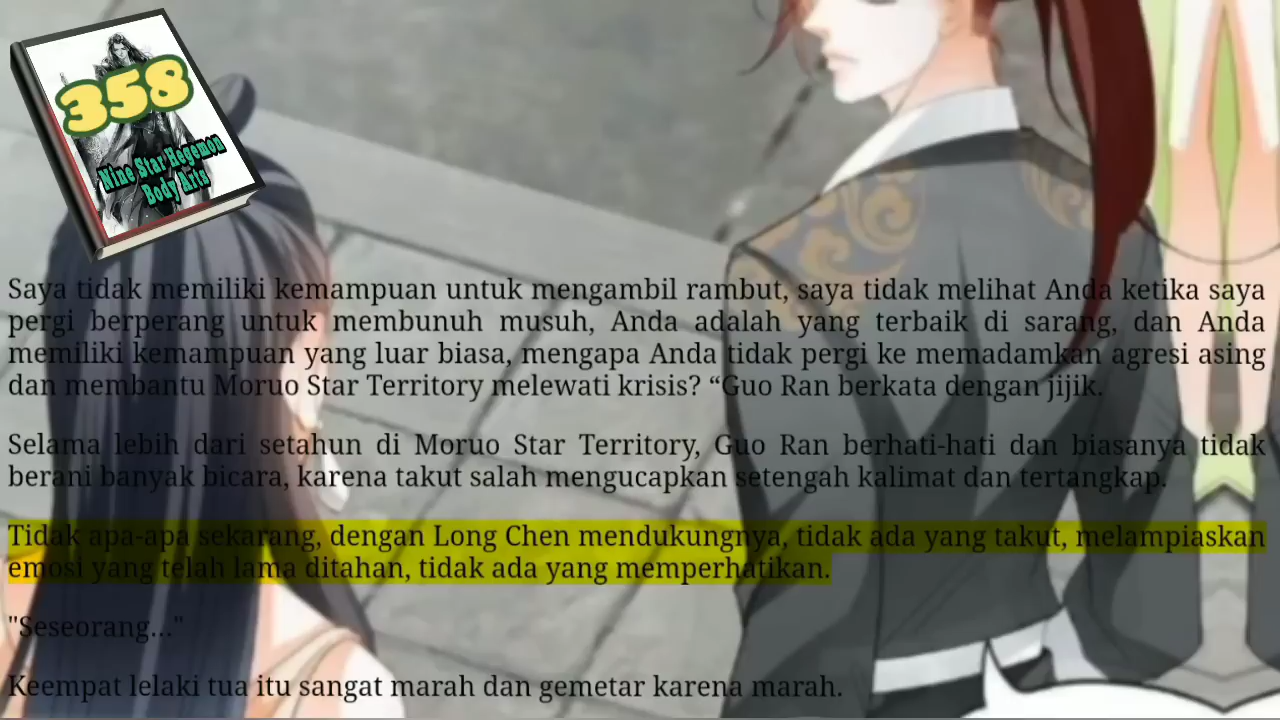 358
Nine Star Hegemon
Body Arts
Saya tidak memiliki kemampuan untuk mengambil rambut, saya tidak melihat Anda ketika saya
pergi berperang untuk membunuh musuh, Anda adalah yang terbaik di sarang, dan Anda
memiliki kemampuan yang luar biasa, mengapa Anda tidak pergi ke memadamkan agresi asing
dan membantu Moruo Star Territory melewati krisis? “Guo Ran berkata dengan jijik.
Selama lebih dari setahun di Moruo Star Territory, Guo Ran berhati-hati dan biasanya tidak
berani banyak bicara, karena takut salah mengucapkan setengah kalimat dan tertangkap.
Tidak apa-apa sekarang, dengan Long Chen mendukungnya, tidak ada yang takut, melampiaskan
emosi yang telah lama ditahan, tidak ada yang memperhatikan.
"Seseorang..."
Keempat lelaki tua itu sangat marah dan gemetar karena marah.